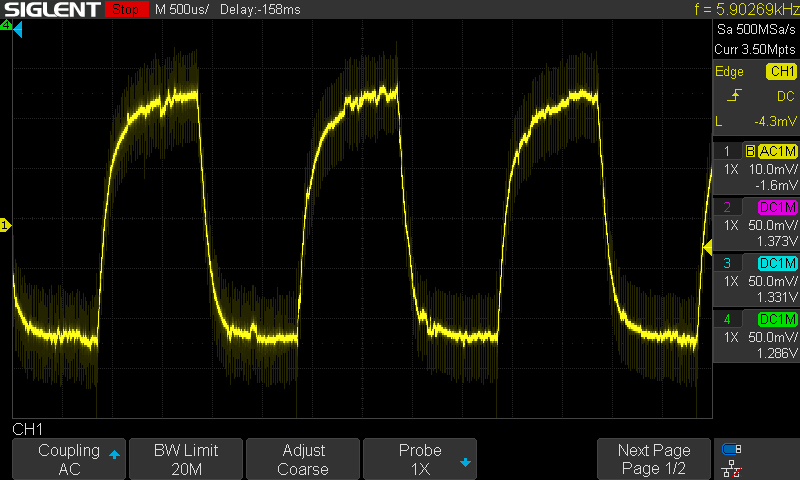 SIGLENT Stop M 500us/ Delay:-158ms f = 5.90269kHz
Sa 500MSa/s
Curr 3.50Mpts
Edge CH1
DC
L -4.3mV
1 B AC1M
1X 10.0mV/
-1.6mV
2 DC1M
1X 50.0mV/
1.373V
3 DC1M
1X 50.0mV/
1.331V
4 DC1M
1X 50.0mV/
1.286V
4
1
CH1
Coupling
AC
BW Limit
20M
Adjust
Coarse
Probe
1X
Next Page
Page 1/2